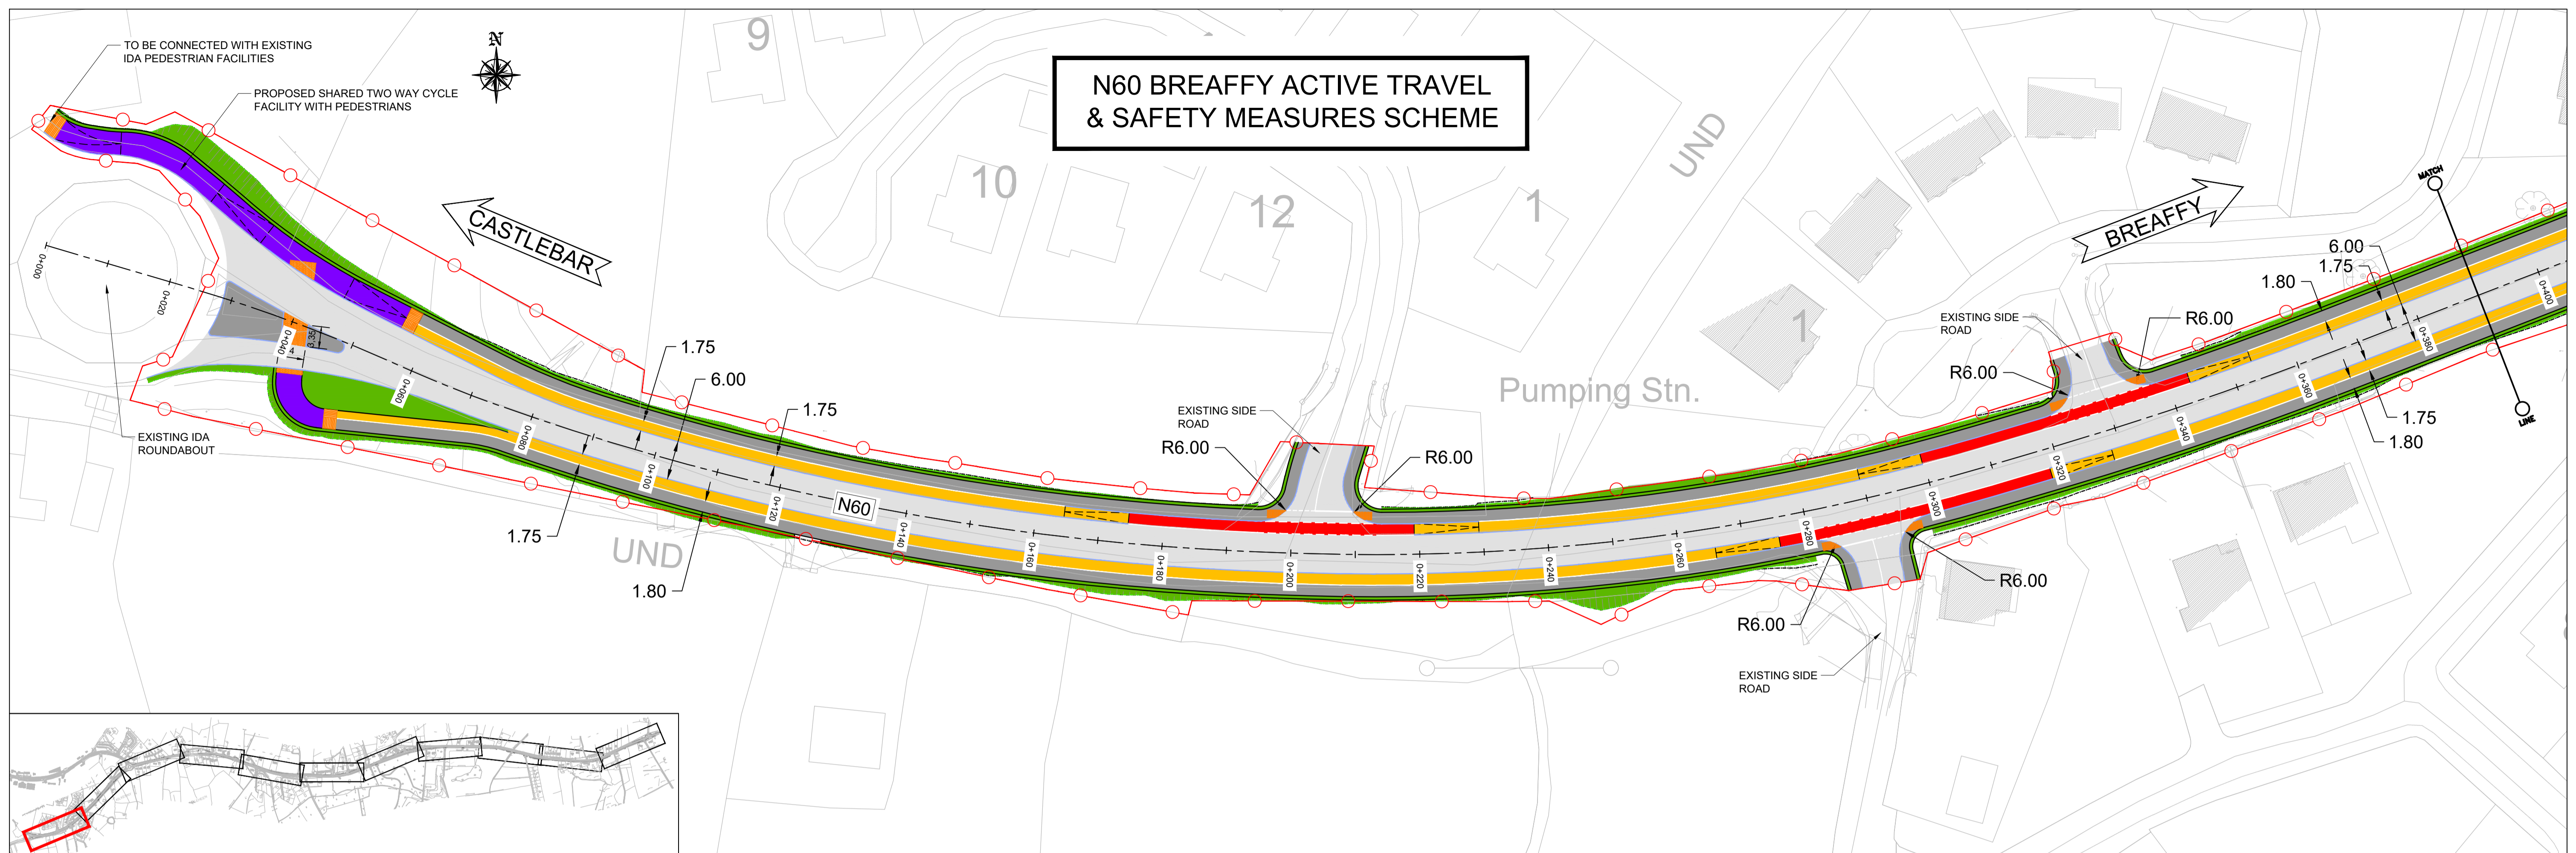 TO BE CONNECTED WITH EXISTING
IDA PEDESTRIAN FACILITIES
N
PROPOSED SHARED TWO WAY CYCLE
FACILITY WITH PEDESTRIANS
N60 BREAFFY ACTIVE TRAVEL
& SAFETY MEASURES SCHEME
9
10
12
1
UND
1
Pumping Stn.
CASTLEBAR
BREAFFY
MATCH
LINE
EXISTING IDA
ROUNDABOUT
0+000
0+020
0+040
4
3.35
0+060
0+080
0+100
0+120
0+140
0+160
0+180
0+200
0+220
0+240
0+260
0+280
0+300
0+320
0+340
0+360
0+380
0+400
1.75
6.00
1.75
N60
1.75
1.80
UND
EXISTING SIDE
ROAD
R6.00
R6.00
EXISTING SIDE
ROAD
R6.00
R6.00
1.80
1.75
6.00
1.75
1.80
R6.00
R6.00
EXISTING SIDE
ROAD